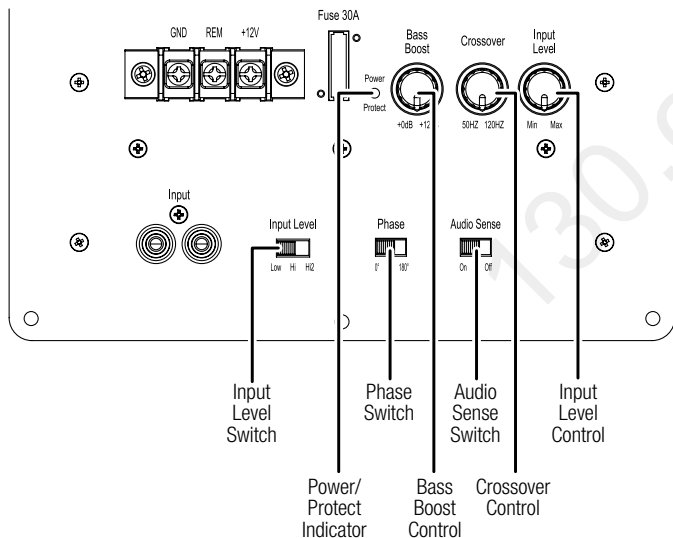 Fuse 30A
GND REM +12V
Bass
Boost
Crossover
Input
Level
Power
Protect
+0dB
50HZ 120HZ
Min Max
Input
Input Level
Low Hi Hi2
Phase
0° 180°
Audio Sense
On Off
Input
Level
Switch
Phase
Switch
Audio
Sense
Switch
Input
Level
Control
Power/
Protect
Indicator
Bass
Boost
Control
Crossover
Control